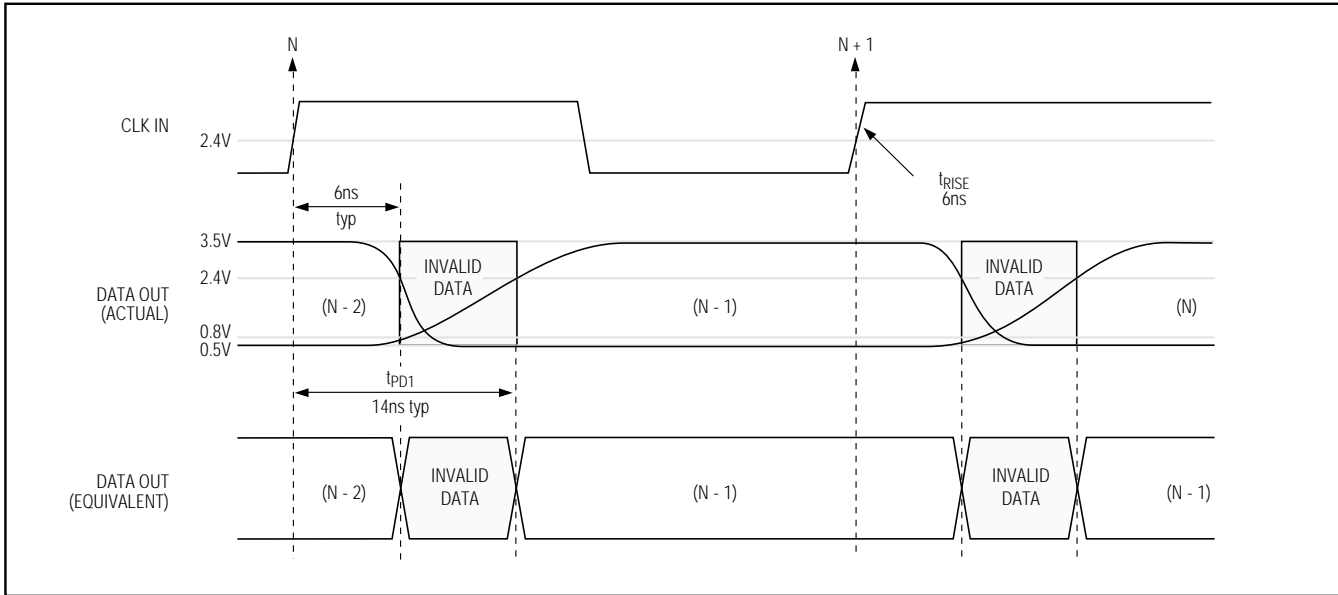 N
N + 1
CLK IN
2.4V
tRISE
6ns
6ns
typ
3.5V
2.4V
0.8V
0.5V
DATA OUT
(ACTUAL)
(N - 2)
INVALID
DATA
(N - 1)
INVALID
DATA
(N)
tPD1
14ns typ
DATA OUT
(EQUIVALENT)
(N - 2)
INVALID
DATA
(N - 1)
INVALID
DATA
(N - 1)